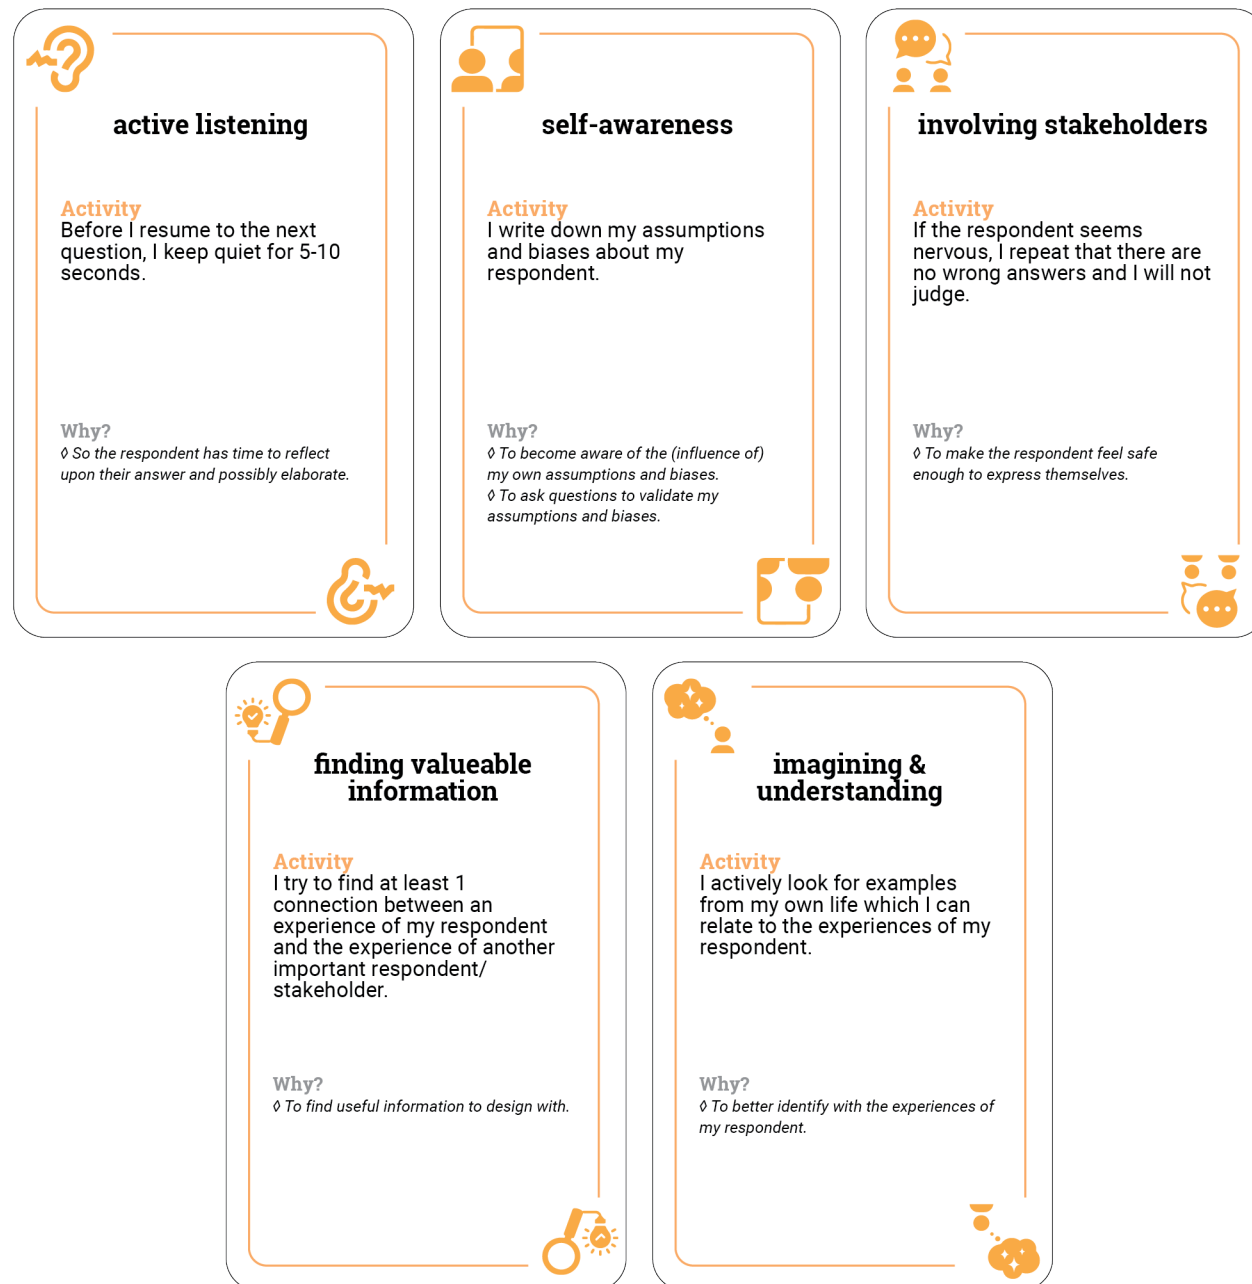 active listening
Activity
Before I resume to the next
question, I keep quiet for 5-10
seconds.
Why?
◊ So the respondent has time to reflect
upon their answer and possibly elaborate.
self-awareness
Activity
I write down my assumptions
and biases about my
respondent.
Why?
◊ To become aware of the (influence of)
my own assumptions and biases.
◊ To ask questions to validate my
assumptions and biases.
involving stakeholders
Activity
If the respondent seems
nervous, I repeat that there are
no wrong answers and I will not
judge.
Why?
◊ To make the respondent feel safe
enough to express themselves.
finding valueable
information
Activity
I try to find at least 1
connection between an
experience of my respondent
and the experience of another
important respondent/
stakeholder.
Why?
◊ To find useful information to design with.
imagining &
understanding
Activity
I actively look for examples
from my own life which I can
relate to the experiences of my
respondent.
Why?
◊ To better identify with the experiences of
my respondent.